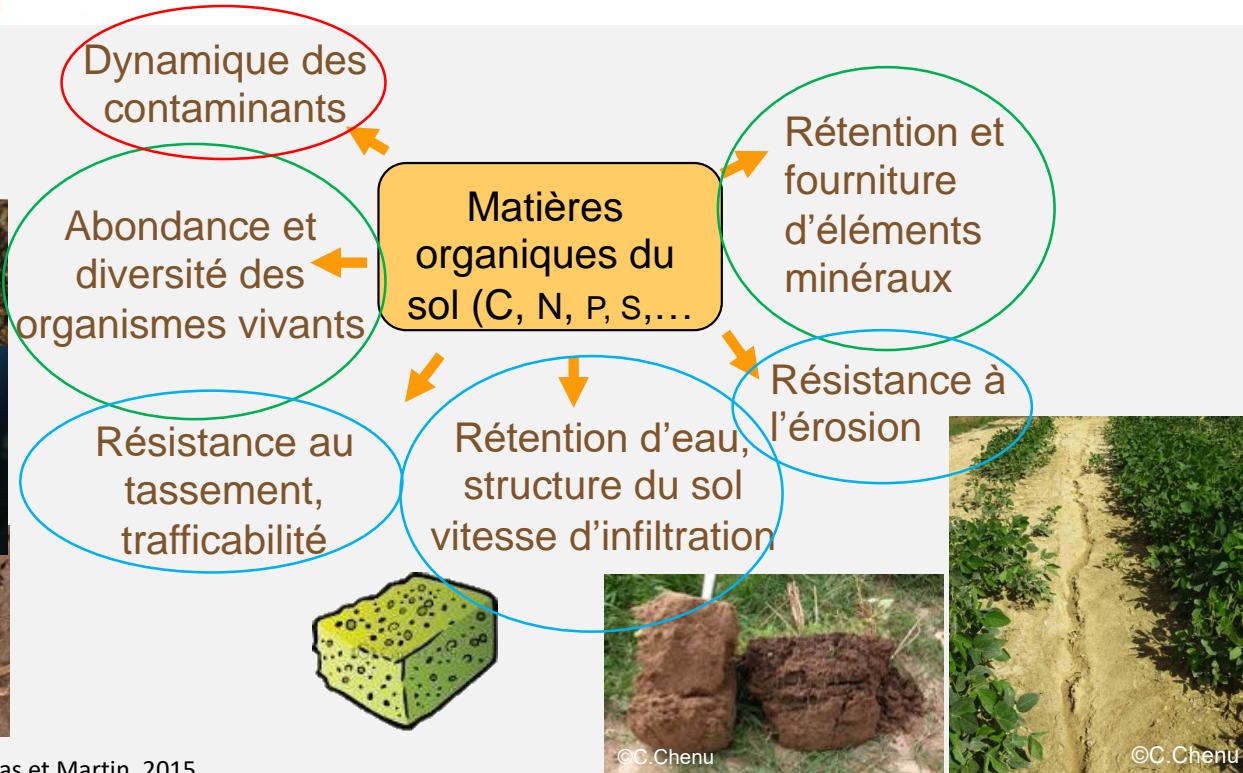 Dynamique des
contaminants
Abondance et
diversité des
organismes vivants
Matières
organiques du
sol (C, N, P, S,…
Rétention et
fourniture
d’éléments
minéraux
Résistance à
l’érosion
Résistance au
tassement,
trafficabilité
Rétention d’eau,
structure du sol
vitesse d’infiltration
©C.Chenu
©C.Chenu
et Martin, 2015